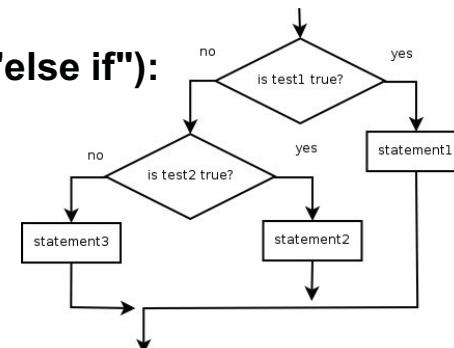 "else if"):
no
yes
is test1 true?
statement1
no
yes
is test2 true?
statement3
statement2